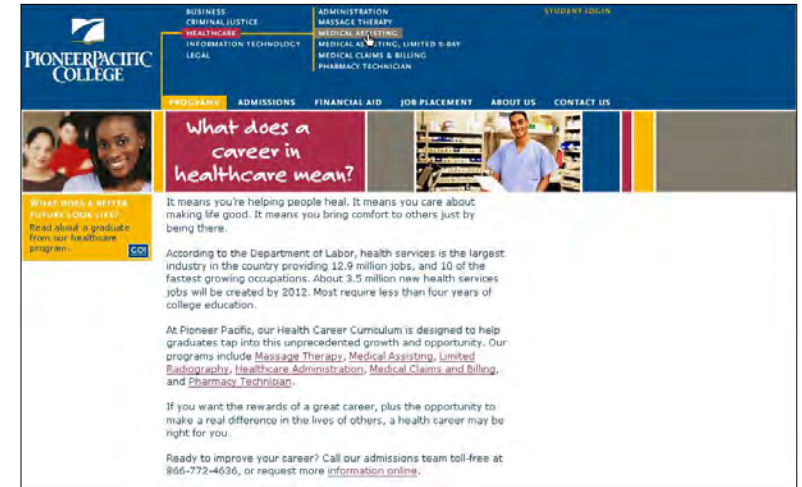 PIONEERPACIFIC
COLLEGE
BUSINESS
CRIMINAL JUSTICE
HEALTHCARE
INFORMATION TECHNOLOGY
LEGAL
ADMINISTRATION
MASSAGE THERAPY
MEDICAL ASSISTING
MEDICAL ASSISTING, LIMITED X-RAY
MEDICAL CLAIMS & BILLING
PHARMACY TECHNICIAN
STUDENT LOGIN
PROGRAMS ADMISSIONS FINANCIAL AID JOB PLACEMENT ABOUT US CONTACT US
What does a
career in
healthcare mean?
WHAT DOES A BETTER
FUTURE LOOK LIKE?
Read about a graduate
from our healthcare
program.
GO!
It means you're helping people heal. It means you care about
making life good. It means you bring comfort to others just by
being there.
According to the Department of Labor, health services is the largest
industry in the country providing 12.9 million jobs, and 10 of the
fastest growing occupations. About 3.5 million new health services
jobs will be created by 2012. Most require less than four years of
college education.
At Pioneer Pacific, our Health Career Curriculum is designed to help
graduates tap into this unprecedented growth and opportunity. Our
programs include Massage Therapy, Medical Assisting, Limited
Radiography, Healthcare Administration, Medical Claims and Billing,
and Pharmacy Technician.
If you want the rewards of a great career, plus the opportunity to
make a real difference in the lives of others, a health career may be
right for you.
Ready to improve your career? Call our admissions team toll-free at
866-772-4636, or request more information online.